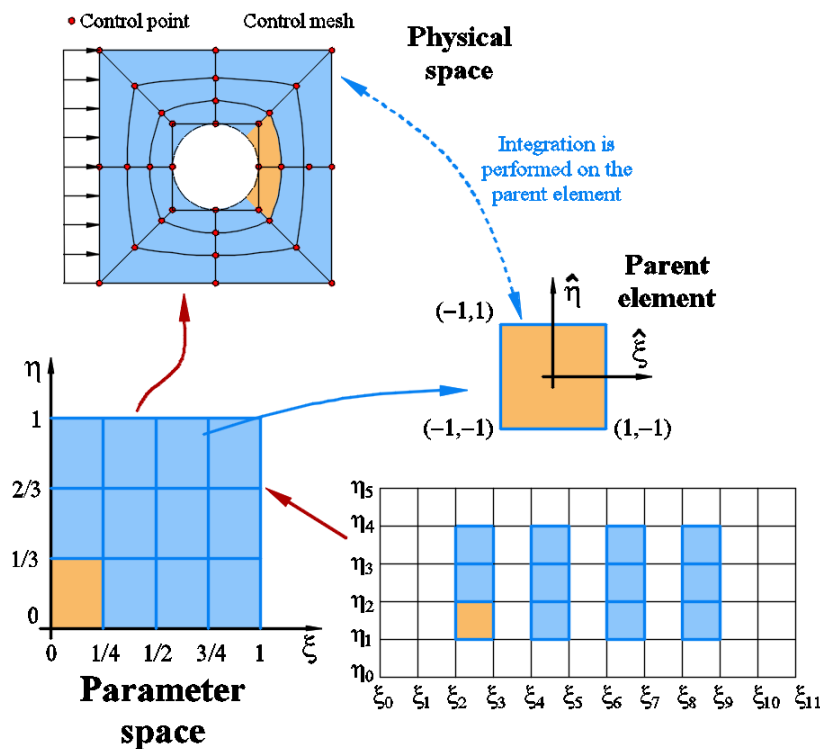 Control point
Control mesh
Physical
space
Integration is
performed on the
parent element
Parent
element
η̂
(−1,1)
ξ̂
(−1,−1)
(1,−1)
η
1
2/3
1/3
0
0 1/4 1/2 3/4 1 ξ
Parameter
space
η₅
η₄
η₃
η₂
η₁
η₀
ξ₀ ξ₁ ξ₂ ξ₃ ξ₄ ξ₅ ξ₆ ξ₇ ξ₈ ξ₉ ξ₁₀ ξ₁₁